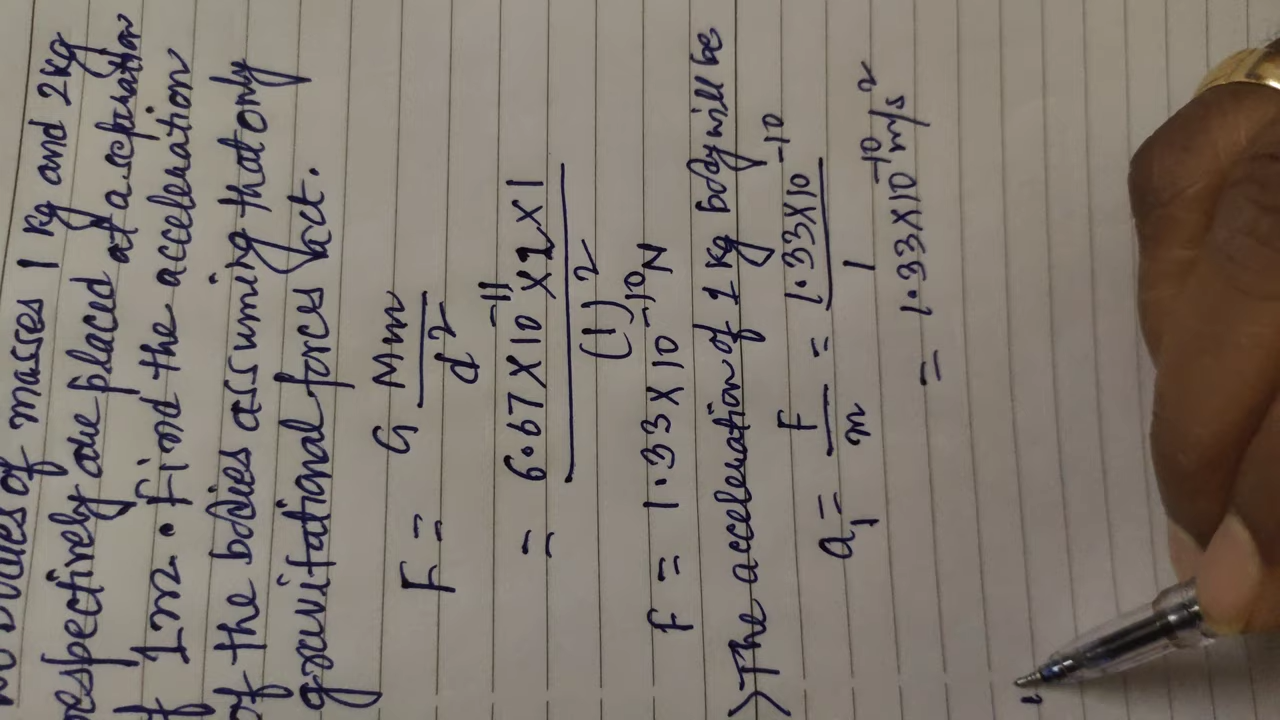 of masses 1 kg and 2 kg
respectively are placed at a separation
of 1m. Find the acceleration
of the bodies assuming that only
gravitational forces act.
F = G Mm / d²
= 6.67 × 10⁻¹¹ × 2 × 1 / (1)²
F = 1.33 × 10⁻¹⁰ N
> The acceleration of 1 kg body will be
a₁ = F / m = 1.33 × 10⁻¹⁰ / 1
= 1.33 × 10⁻¹⁰ m/s²